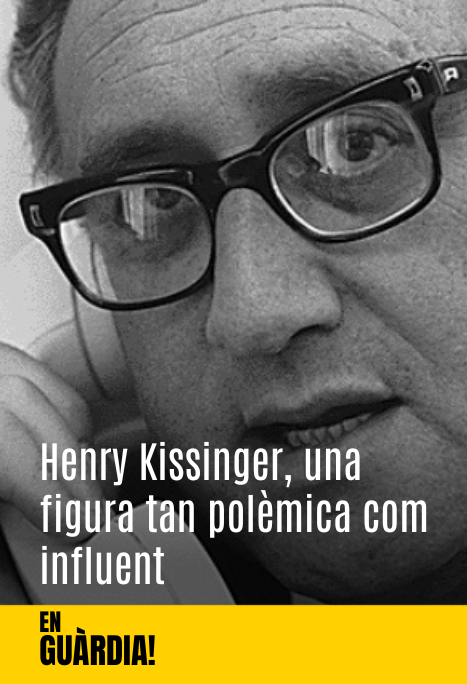 Henry Kissinger, una
figura tan polèmica com
influent
EN
GUÀRDIA!